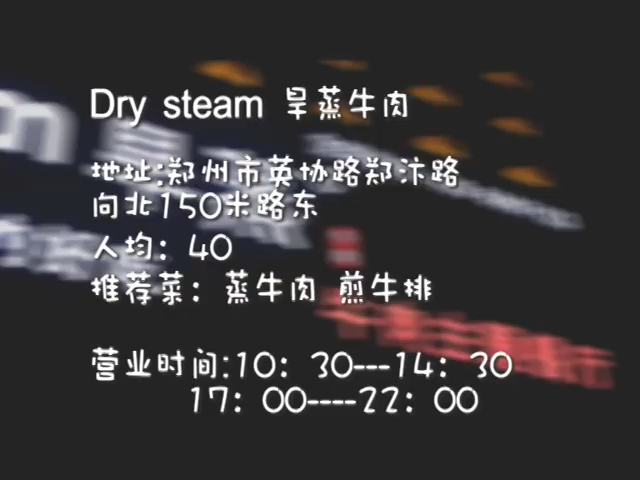 Dry steam 旱蒸牛肉
地址:郑州市英协路郑汴路
向北150米路东
人均：40
推荐菜：蒸牛肉 煎牛排
营业时间:10：30---14：30
17：00----22：00